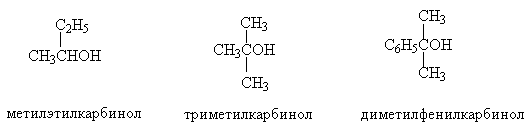 C₂H₅
CH₃CHOH
метилэтилкарбинол
CH₃
CH₃COH
CH₃
триметилкарбинол
CH₃
C₆H₅COH
CH₃
диметилфенилкарбинол